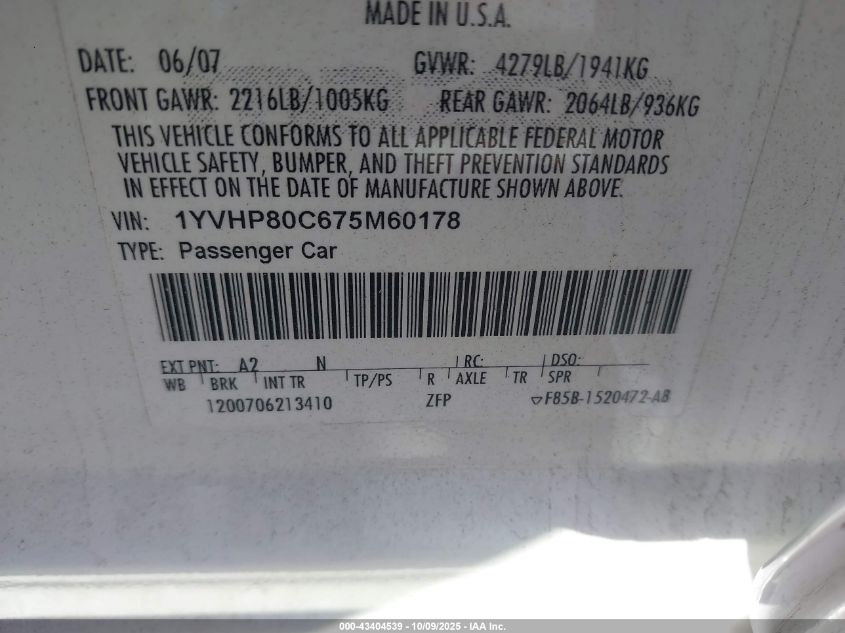 MADE IN U.S.A.
DATE: 06/07 GVWR: 4279LB/1941KG
FRONT GAWR: 2216LB/1005KG REAR GAWR: 2064LB/936KG
THIS VEHICLE CONFORMS TO ALL APPLICABLE FEDERAL MOTOR
VEHICLE SAFETY, BUMPER, AND THEFT PREVENTION STANDARDS
IN EFFECT ON THE DATE OF MANUFACTURE SHOWN ABOVE.
VIN: 1YVHP80C675M60178
TYPE: Passenger Car
EXT PNT: A2 N RC: DSO:
WB BRK INT TR TP/PS R AXLE TR SPR
1200706213410 ZFP F85B-1520472-AB
000-43404539 - 10/09/2025 - IAA Inc.